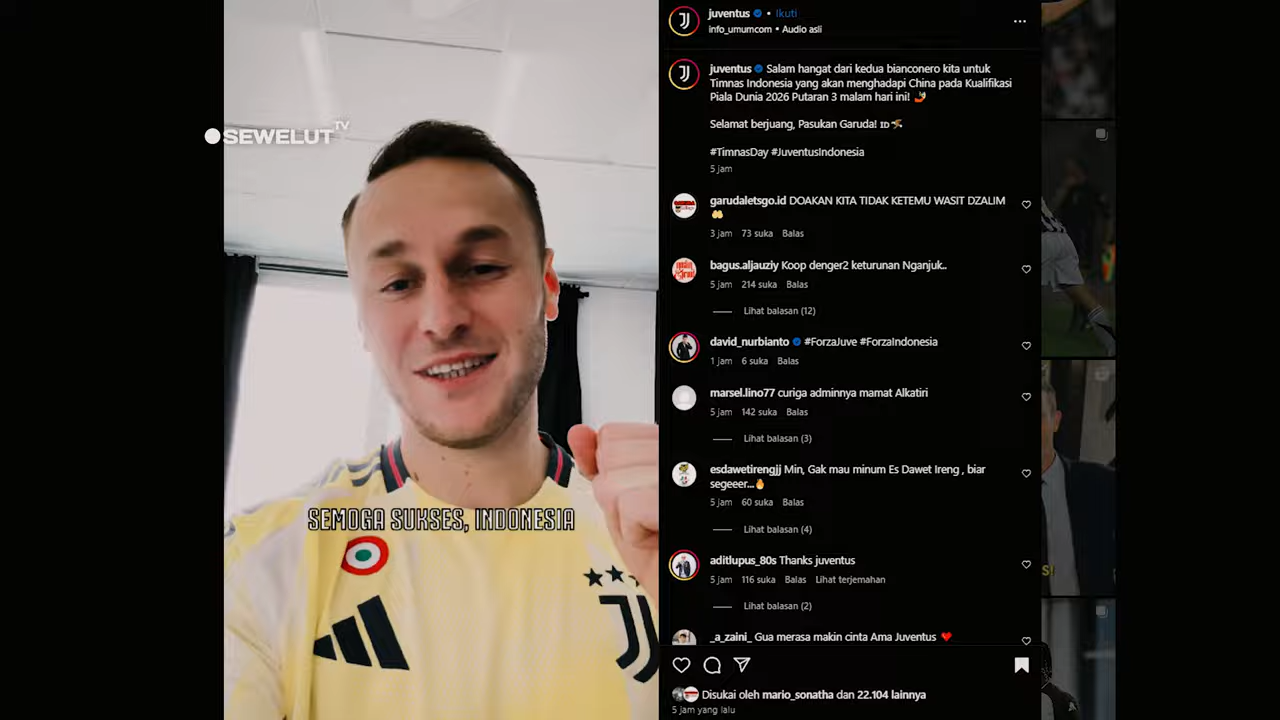 SEWELUT TV
SEMOGA SUKSES, INDONESIA
juventus • Ikuti
info_umumcom • Audio asli
juventus Salam hangat dari kedua bianconero kita untuk
Timnas Indonesia yang akan menghadapi China pada Kualifikasi
Piala Dunia 2026 Putaran 3 malam hari ini! 🤌
Selamat berjuang, Pasukan Garuda! ID🦅
#TimnasDay #JuventusIndonesia
5 jam
garudaletsgo.id DOAKAN KITA TIDAK KETEMU WASIT DZALIM
🤲
3 jam 73 suka Balas
bagus.aljauziy Koop denger2 keturunan Nganjuk..
5 jam 214 suka Balas
Lihat balasan (12)
david_nurbianto #ForzaJuve #ForzaIndonesia
1 jam 6 suka Balas
marsel.lino77 curiga adminnya mamat Alkatiri
5 jam 142 suka Balas
Lihat balasan (3)
esdawetirengjj Min, Gak mau minum Es Dawet Ireng , biar
segeeer...🔥
5 jam 60 suka Balas
Lihat balasan (4)
aditlupus_80s Thanks juventus
5 jam 116 suka Balas Lihat terjemahan
Lihat balasan (2)
_a_zaini_ Gua merasa makin cinta Ama Juventus ❤️
Disukai oleh mario_sonatha dan 22.104 lainnya
5 jam yang lalu